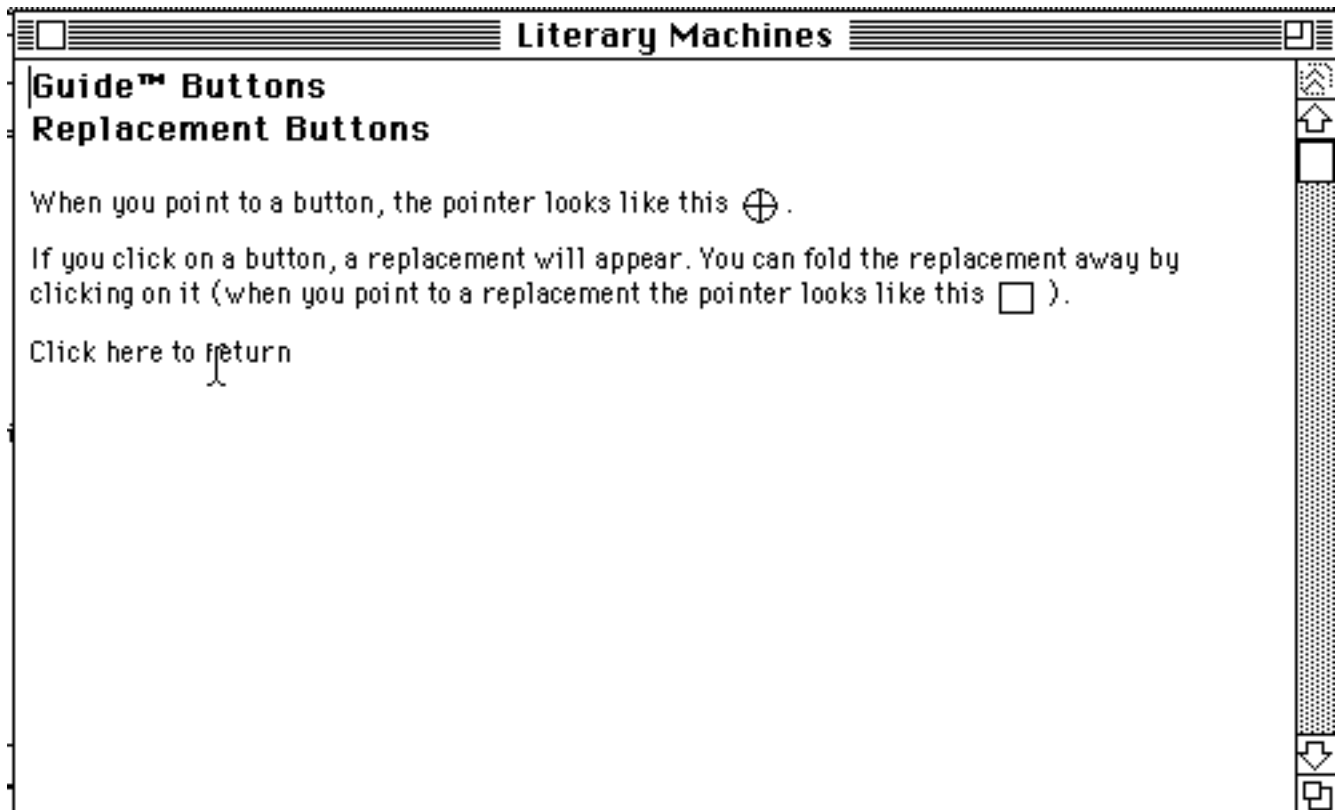 Literary Machines
Guide™ Buttons
Replacement Buttons
When you point to a button, the pointer looks like this ⊕ .
If you click on a button, a replacement will appear. You can fold the replacement away by
clicking on it (when you point to a replacement the pointer looks like this □ ).
Click here to return